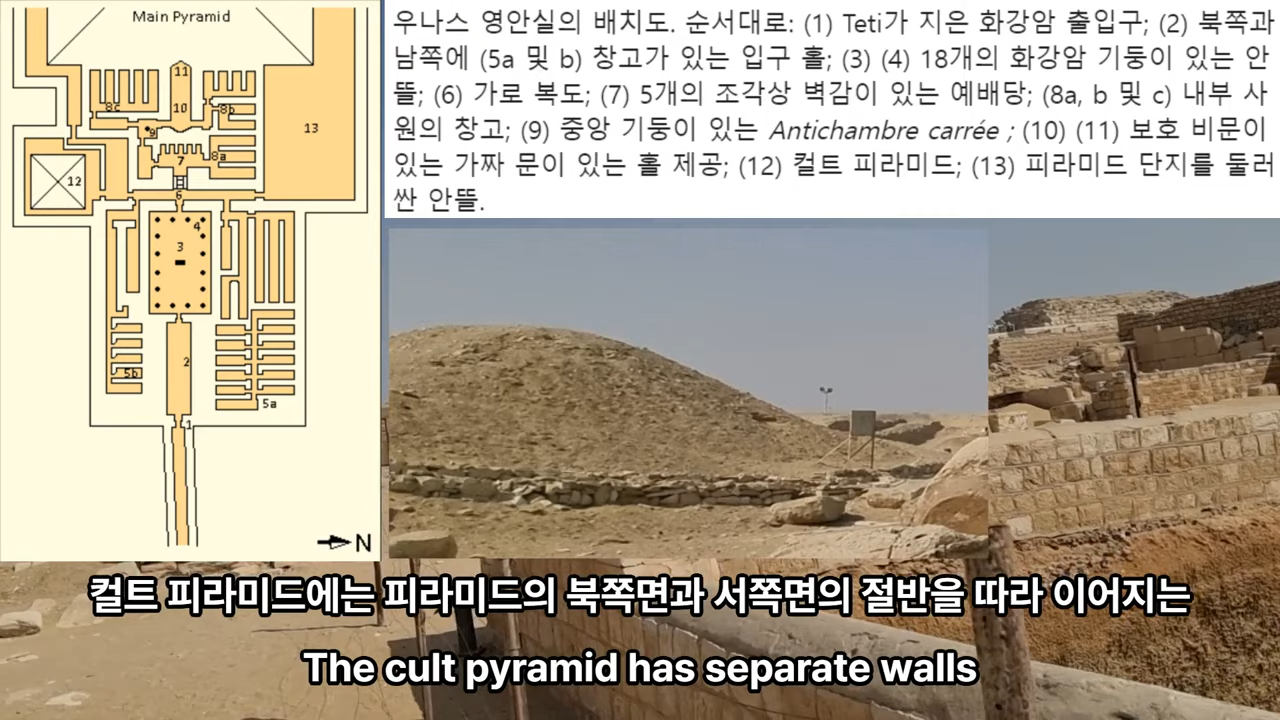 Main Pyramid
11
8c
10
8b
9
13
7
8a
12
6
4
3
2
5b
1
5a
N
우나스 영안실의 배치도. 순서대로: (1) Teti가 지은 화강암 출입구; (2) 북쪽과
남쪽에 (5a 및 b) 창고가 있는 입구 홀; (3) (4) 18개의 화강암 기둥이 있는 안
뜰; (6) 가로 복도; (7) 5개의 조각상 벽감이 있는 예배당; (8a, b 및 c) 내부 사
원의 창고; (9) 중앙 기둥이 있는 Antichambre carrée ; (10) (11) 보호 비문이
있는 가짜 문이 있는 홀 제공; (12) 컬트 피라미드; (13) 피라미드 단지를 둘러
싼 안뜰.
컬트 피라미드에는 피라미드의 북쪽면과 서쪽면의 절반을 따라 이어지는
The cult pyramid has separate walls